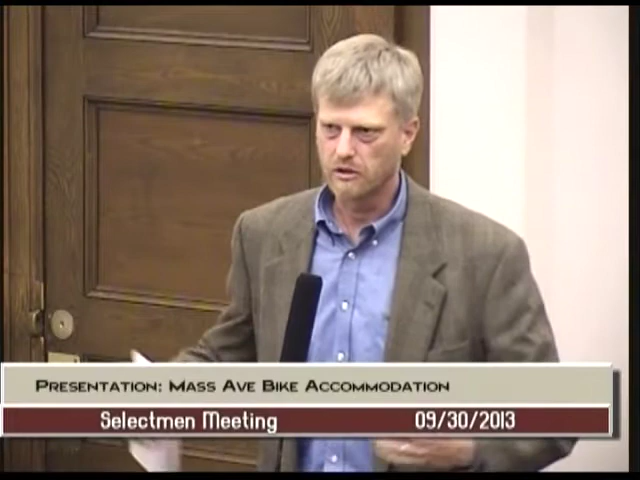 Presentation: Mass Ave Bike Accommodation
Selectmen Meeting 09/30/2013